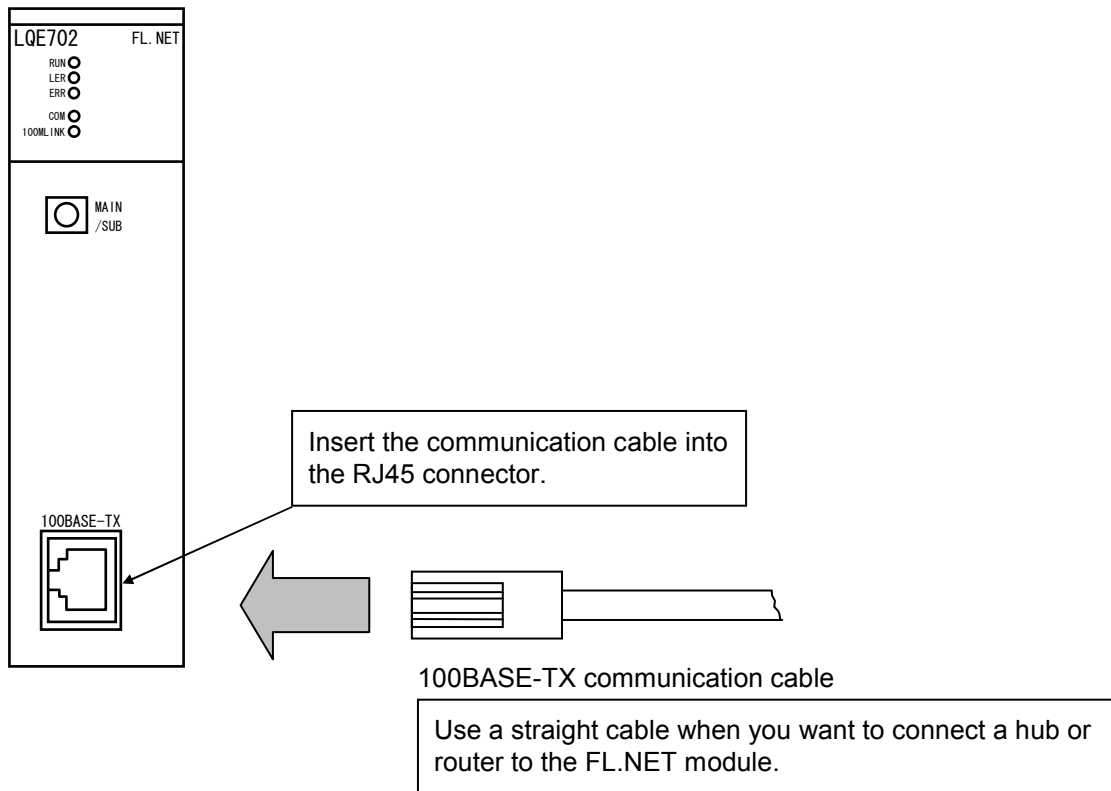 LQE702 FL.NET
RUN
LER
ERR
COM
100MLINK
MAIN
/SUB
Insert the communication cable into
the RJ45 connector.
100BASE-TX
100BASE-TX communication cable
Use a straight cable when you want to connect a hub or
router to the FL.NET module.